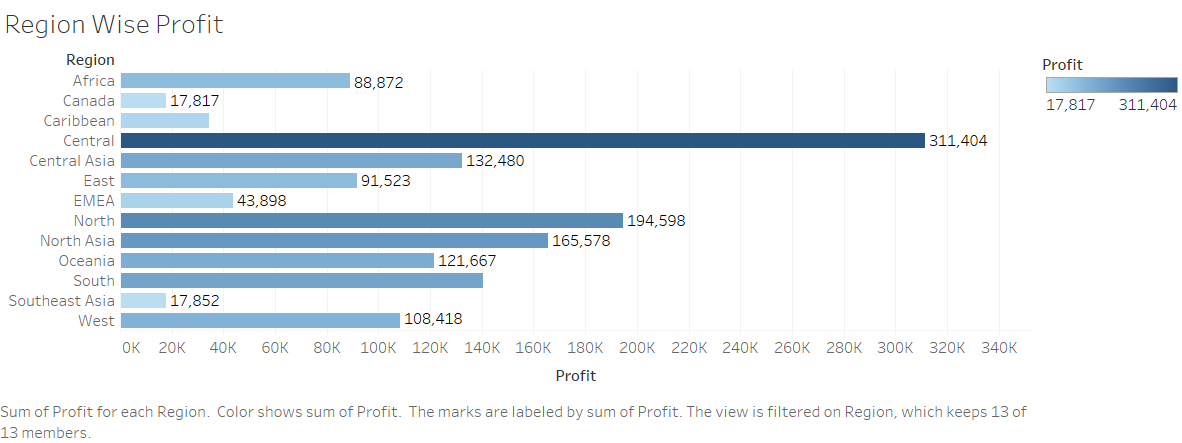 Region Wise Profit
Region
Profit
Africa 88,872
Canada 17,817
17,817 311,404
Caribbean
Central 311,404
Central Asia 132,480
East 91,523
EMEA 43,898
North 194,598
North Asia 165,578
Oceania 121,667
South
Southeast Asia 17,852
West 108,418
0K 20K 40K 60K 80K 100K 120K 140K 160K 180K 200K 220K 240K 260K 280K 300K 320K 340K
Profit
Sum of Profit for each Region. Color shows sum of Profit. The marks are labeled by sum of Profit. The view is filtered on Region, which keeps 13 of
13 members.